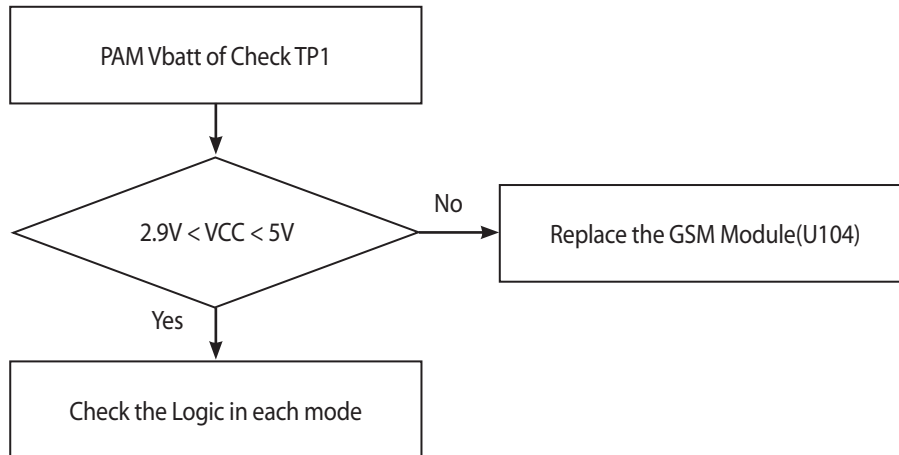 PAM Vbatt of Check TP1
2.9V < VCC < 5V
No
Replace the GSM Module(U104)
Yes
Check the Logic in each mode